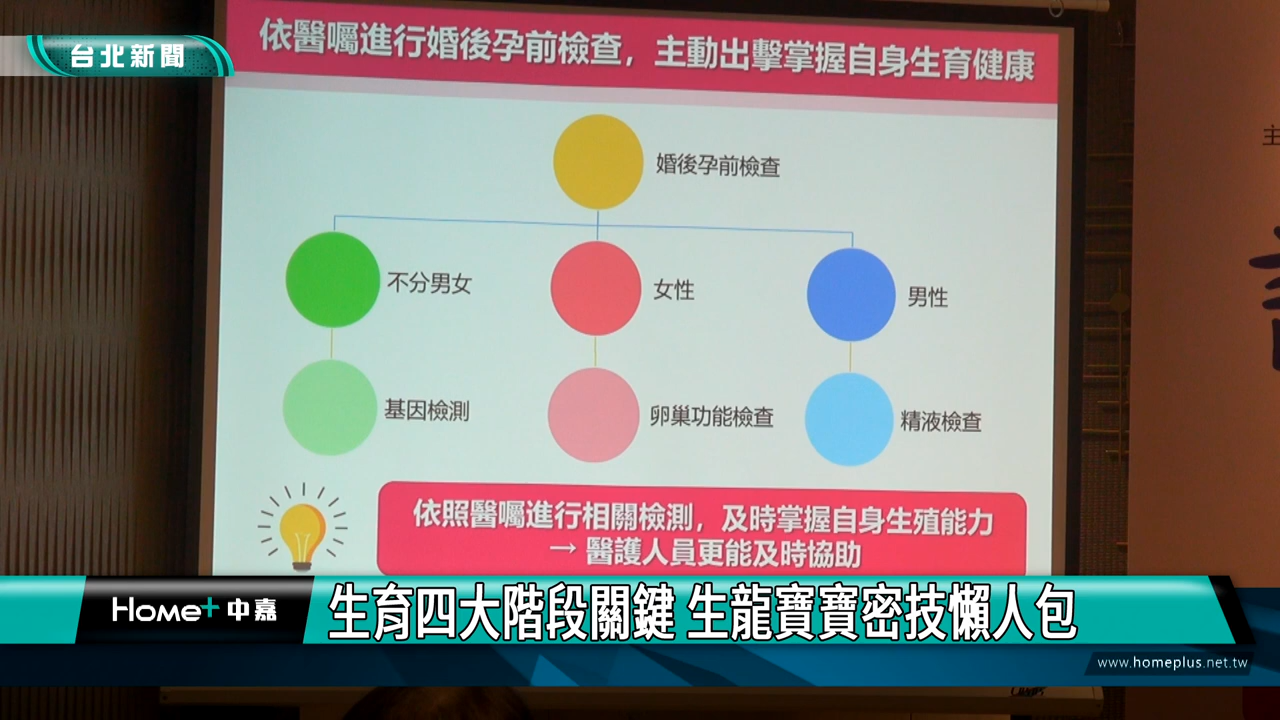 台北新聞
依醫囑進行婚後孕前檢查，主動出擊掌握自身生育健康
婚後孕前檢查
不分男女
女性
男性
基因檢測
卵巢功能檢查
精液檢查
依照醫囑進行相關檢測，及時掌握自身生殖能力
→ 醫護人員更能及時協助
主
Home+中嘉
生育四大階段關鍵 生龍寶寶密技懶人包
www.homeplus.net.tw